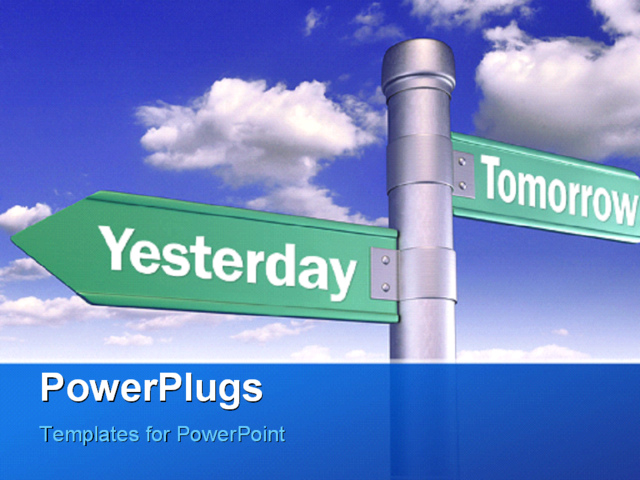 Yesterday
Tomorrow
PowerPlugs
Templates for PowerPoint